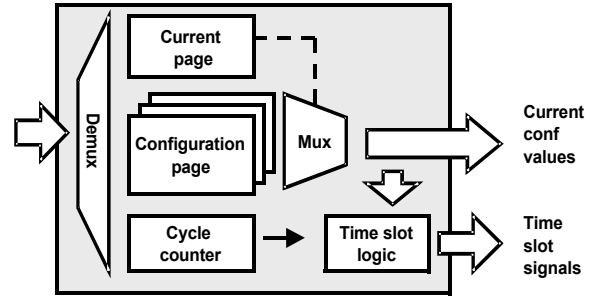 Current
page
Demux
Configuration
page
Mux
Current
conf
values
Cycle
counter
Time slot
logic
Time
slot
signals